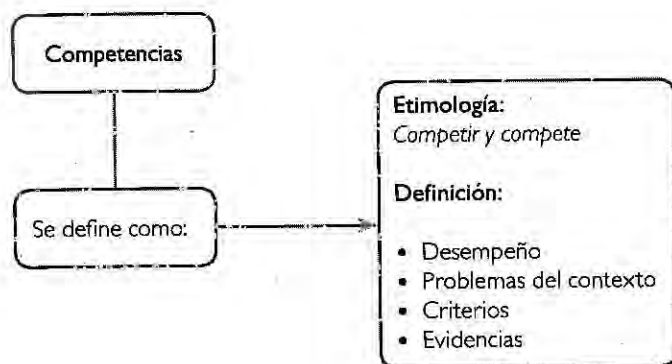 Competencias
Se define como:
Etimología:
Competir y compete
Definición:
• Desempeño
• Problemas del contexto
• Criterios
• Evidencias